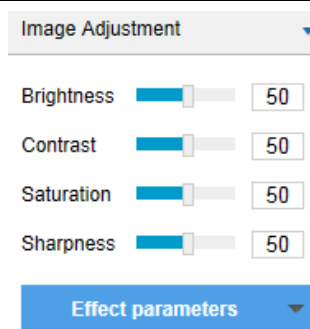 Image Adjustment
Brightness 50
Contrast 50
Saturation 50
Sharpness 50
Effect parameters